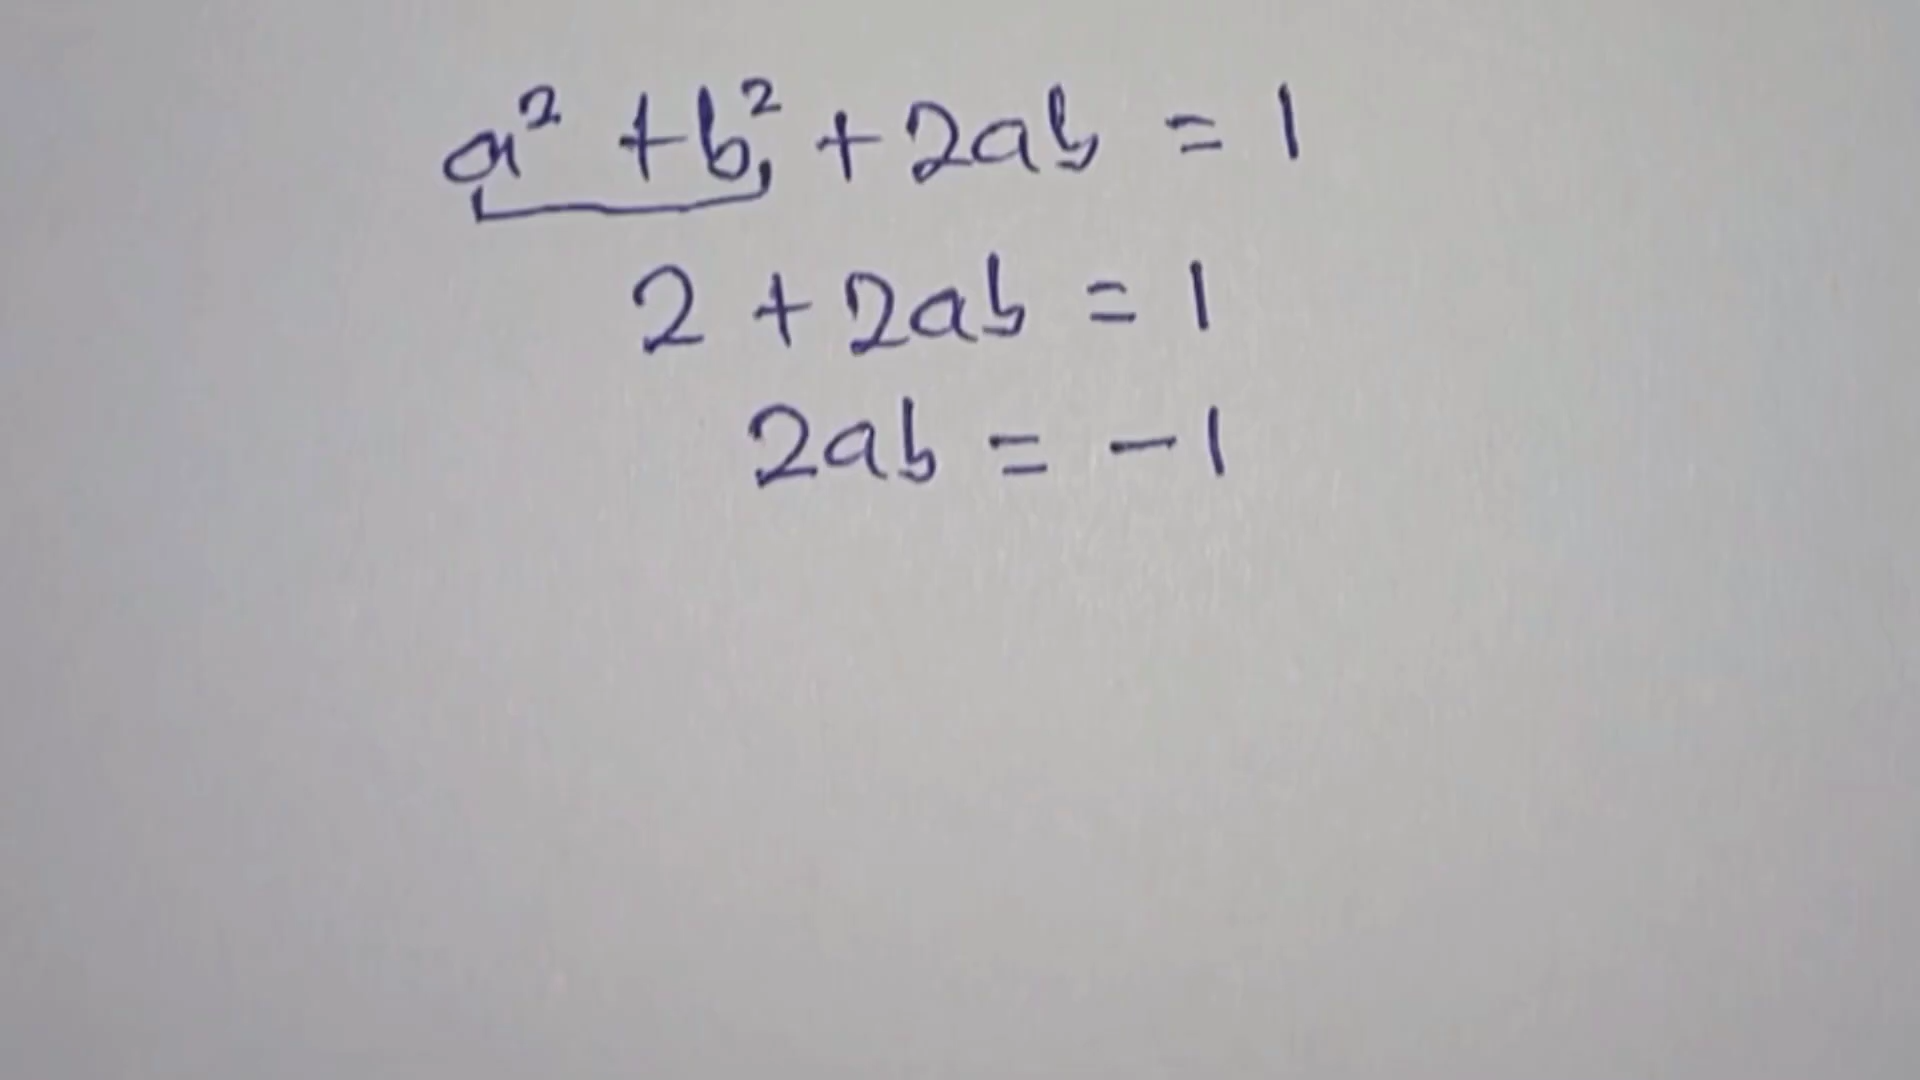 a² + b² + 2ab = 1
2 + 2ab = 1
2ab = - 1